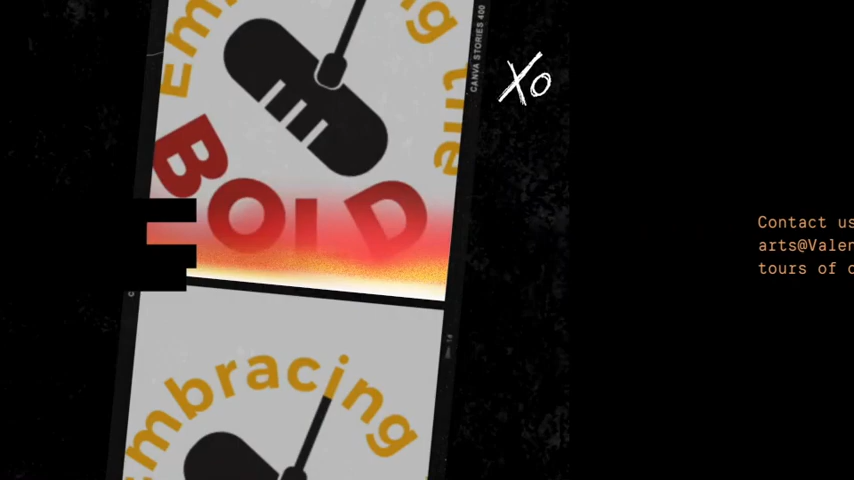 Embracing the
BOLD
CANVA STORIES 400
XO
Contact us
arts@Valen
tours of
Embracing